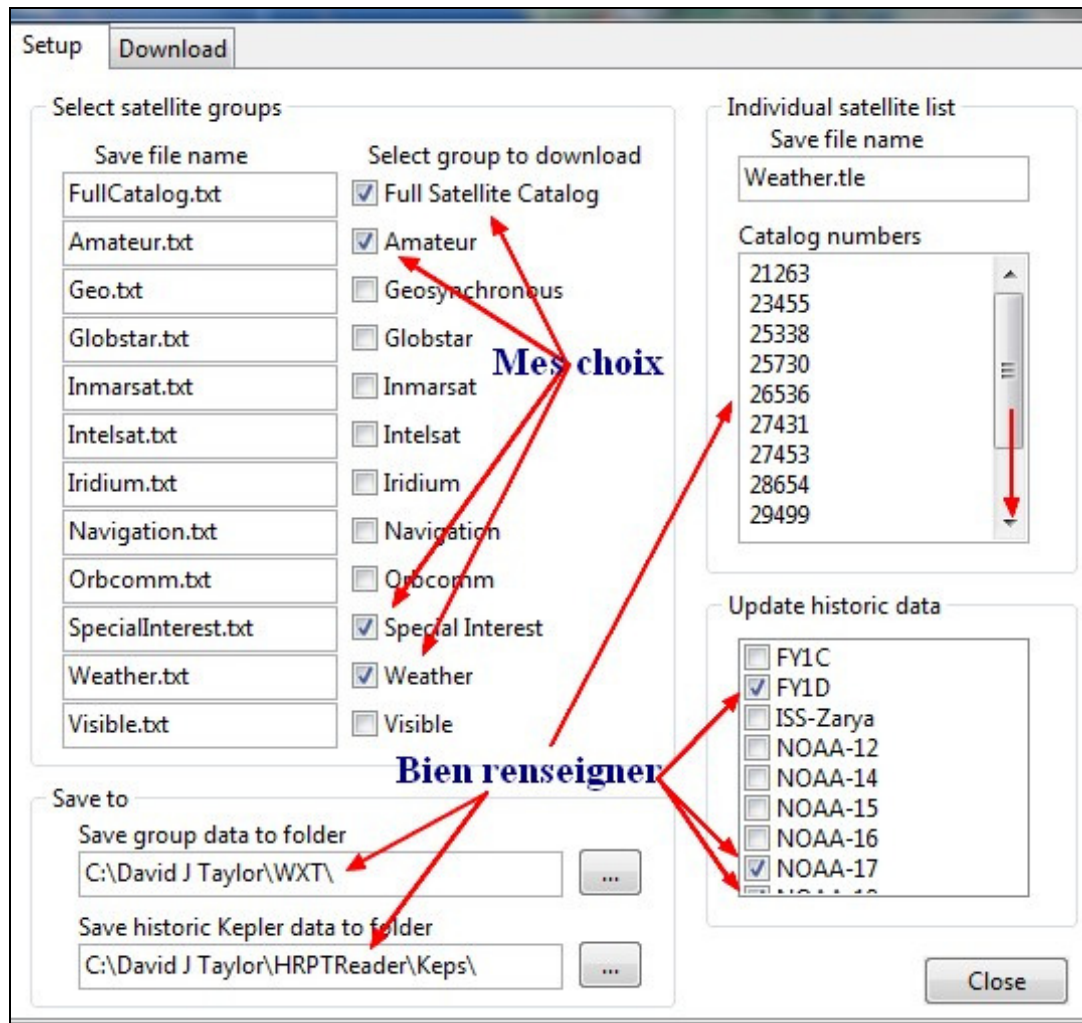 Setup
Download
Select satellite groups
Save file name
Select group to download
FullCatalog.txt
Full Satellite Catalog
Amateur.txt
Amateur
Geo.txt
Geosynchronous
Globstar.txt
Globstar
Inmarsat.txt
Inmarsat
Intelsat.txt
Intelsat
Iridium.txt
Iridium
Navigation.txt
Navigation
Orbcomm.txt
Orbcomm
SpecialInterest.txt
Special Interest
Weather.txt
Weather
Visible.txt
Visible
Mes choix
Bien renseigner
Save to
Save group data to folder
C:\David J Taylor\WXT\
...
Save historic Kepler data to folder
C:\David J Taylor\HRPTReader\Keps\
...
Individual satellite list
Save file name
Weather.tle
Catalog numbers
21263
23455
25338
25730
26536
27431
27453
28654
29499
Update historic data
FY1C
FY1D
ISS-Zarya
NOAA-12
NOAA-14
NOAA-15
NOAA-16
NOAA-17
Close